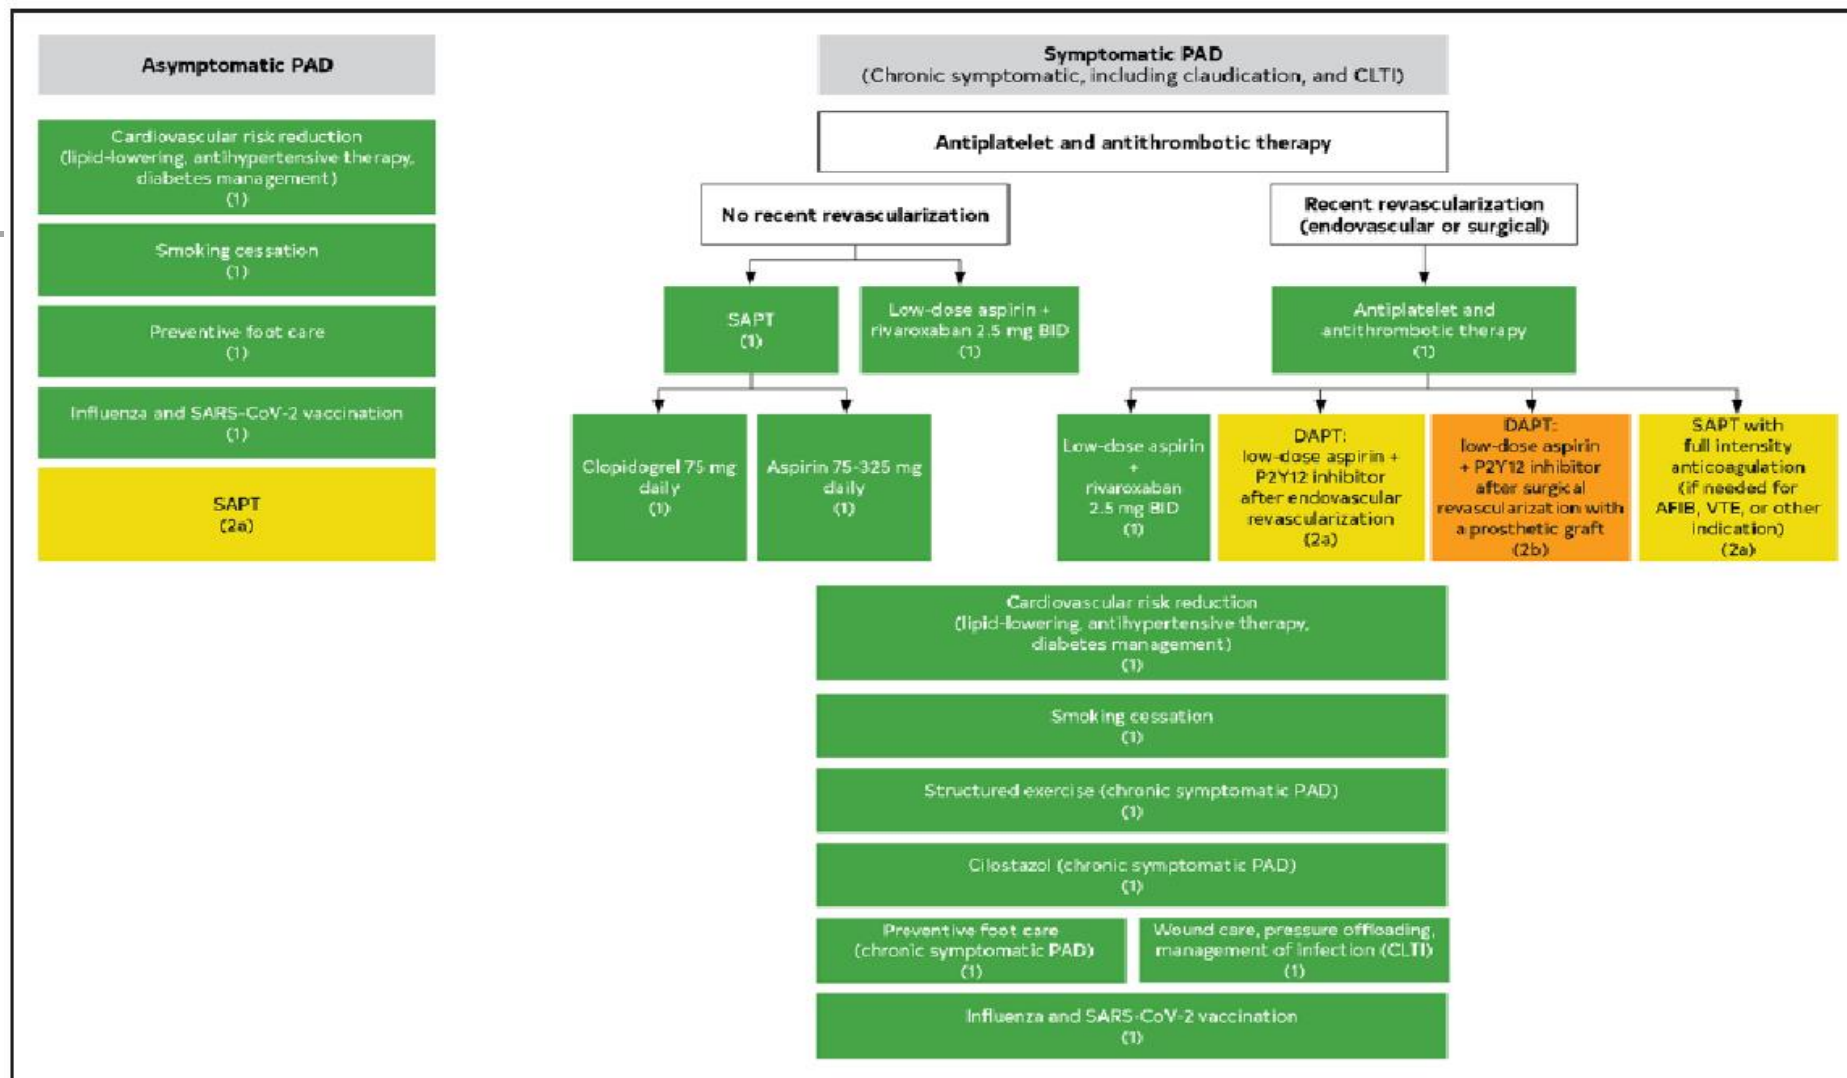 Asymptomatic PAD
Cardiovascular risk reduction
(lipid-lowering, antihypertensive therapy,
diabetes management)
(1)
Smoking cessation
(1)
Preventive foot care
(1)
Influenza and SARS-CoV-2 vaccination
(1)
SAPT
(2a)
Symptomatic PAD
(Chronic symptomatic, including claudication, and CLTI)
Antiplatelet and antithrombotic therapy
No recent revascularization
Recent revascularization
(endovascular or surgical)
SAPT
(1)
Low-dose aspirin +
rivaroxaban 2.5 mg BID
(1)
Antiplatelet and
antithrombotic therapy
(1)
Clopidogrel 75 mg
daily
(1)
Aspirin 75-325 mg
daily
(1)
Low-dose aspirin
+
rivaroxaban
2.5 mg BID
(1)
DAPT:
low-dose aspirin +
P2Y12 inhibitor
after endovascular
revascularization
(2a)
DAPT:
low-dose aspirin
+ P2Y12 inhibitor
after surgical
revascularization with
a prosthetic graft
(2b)
SAPT with
full intensity
anticoagulation
(if needed for
AFIB, VTE, or other
indication)
(2a)
Cardiovascular risk reduction
(lipid-lowering, antihypertensive therapy,
diabetes management)
(1)
Smoking cessation
(1)
Structured exercise (chronic symptomatic PAD)
(1)
Cilostazol (chronic symptomatic PAD)
(1)
Preventive foot care
(chronic symptomatic PAD)
(1)
Wound care, pressure offloading,
management of infection (CLTI)
(1)
Influenza and SARS-CoV-2 vaccination
(1)